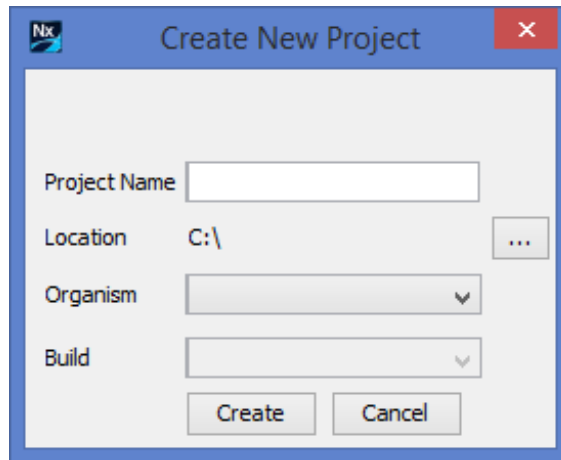 Nx
Create New Project
Project Name
Location C:\ ...
Organism
Build
Create Cancel